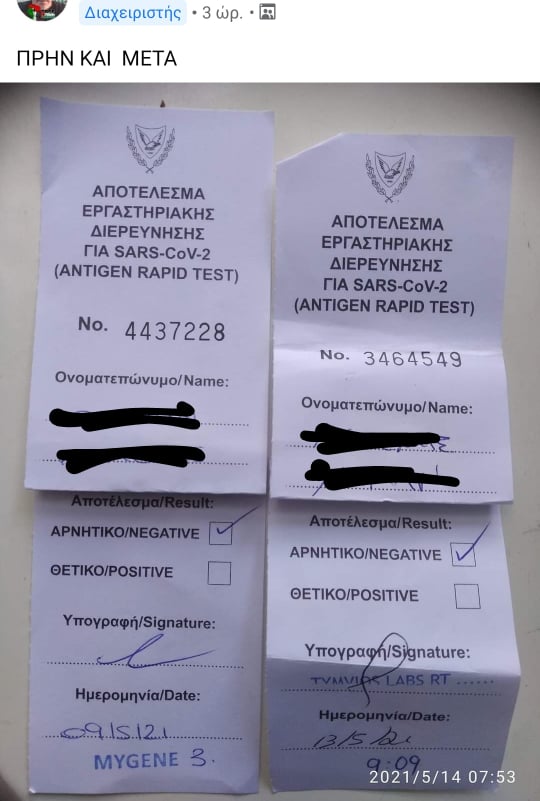 Διαχειριστής • 3 ώρ. •
ΠΡΗΝ ΚΑΙ ΜΕΤΑ
ΑΠΟΤΕΛΕΣΜΑ
ΕΡΓΑΣΤΗΡΙΑΚΗΣ
ΔΙΕΡΕΥΝΗΣΗΣ
ΓΙΑ SARS-CoV-2
(ANTIGEN RAPID TEST)
No. 4437228
Ονοματεπώνυμο/Name:
Αποτέλεσμα/Result:
ΑΡΝΗΤΙΚΟ/NEGATIVE
ΘΕΤΙΚΟ/POSITIVE
Υπογραφή/Signature:
Ημερομηνία/Date:
09/5/21
MYGENE 3.
ΑΠΟΤΕΛΕΣΜΑ
ΕΡΓΑΣΤΗΡΙΑΚΗΣ
ΔΙΕΡΕΥΝΗΣΗΣ
ΓΙΑ SARS-CoV-2
(ANTIGEN RAPID TEST)
No. 3464549
Ονοματεπώνυμο/Name:
Αποτέλεσμα/Result:
ΑΡΝΗΤΙΚΟ/NEGATIVE
ΘΕΤΙΚΟ/POSITIVE
Υπογραφή/Signature:
TYMVIOS LABS RT
Ημερομηνία/Date:
13/5/21
9:09
2021/5/14 07:53